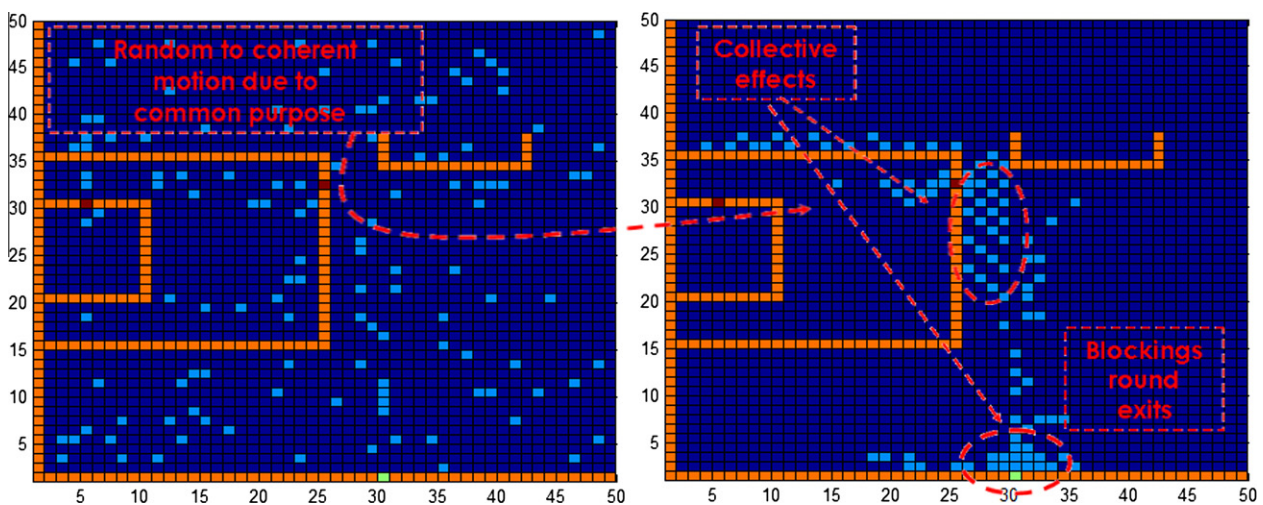 Random to coherent
motion due to
common purpose
50
45
40
35
30
25
20
15
10
5
5 10 15 20 25 30 35 40 45 50
Collective
effects
Blockings
round
exits
50
45
40
35
30
25
20
15
10
5
5 10 15 20 25 30 35 40 45 50